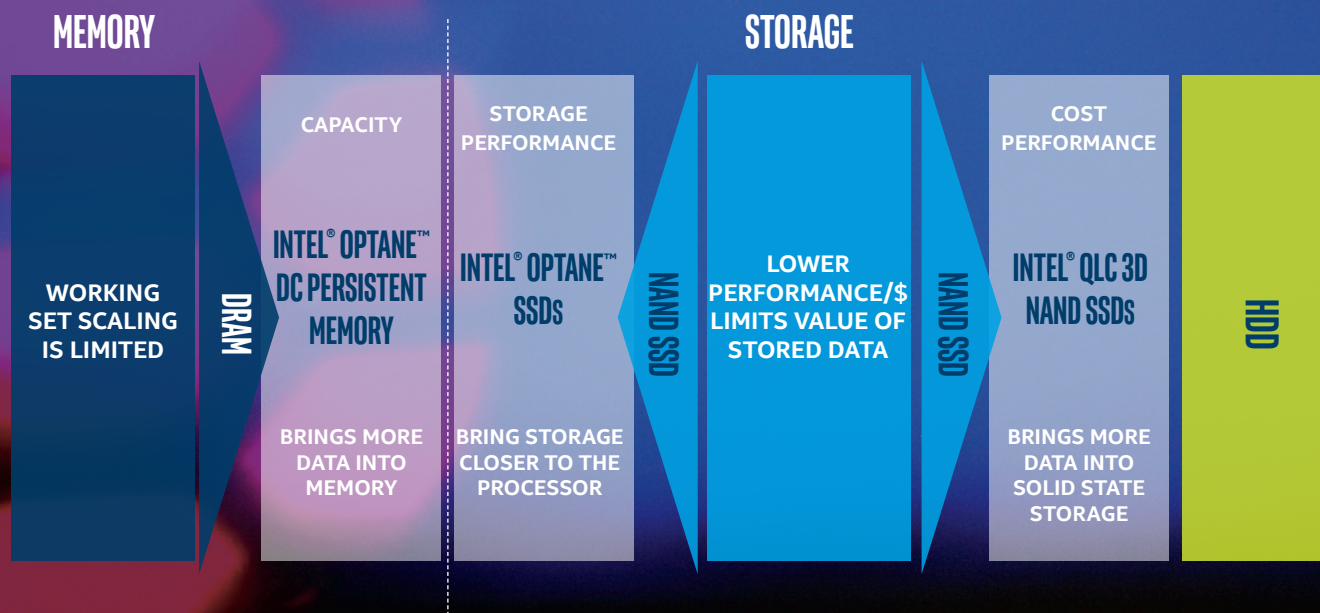 MEMORY
STORAGE
WORKING
SET SCALING
IS LIMITED
DRAM
CAPACITY
INTEL® OPTANE™
DC PERSISTENT
MEMORY
BRINGS MORE
DATA INTO
MEMORY
STORAGE
PERFORMANCE
INTEL® OPTANE™
SSDs
BRING STORAGE
CLOSER TO THE
PROCESSOR
NAND SSD
LOWER
PERFORMANCE/$
LIMITS VALUE OF
STORED DATA
NAND SSD
COST
PERFORMANCE
INTEL® QLC 3D
NAND SSDs
BRINGS MORE
DATA INTO
SOLID STATE
STORAGE
HDD